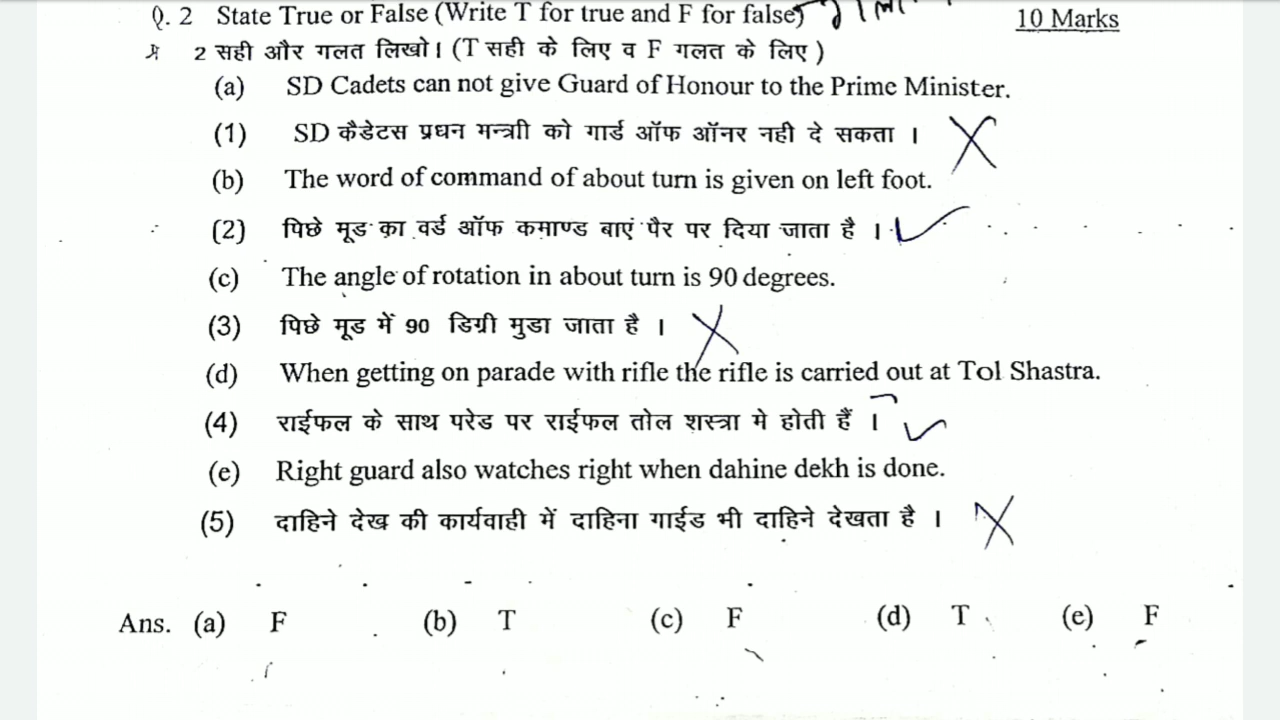 Q. 2 State True or False (Write T for true and F for false)
10 Marks
2 सही और गलत लिखो। (T सही के लिए व F गलत के लिए )
(a) SD Cadets can not give Guard of Honour to the Prime Minister.
(1) SD कैडेटस प्रधन मन्त्राी को गार्ड ऑफ ऑनर नही दे सकता ।
(b) The word of command of about turn is given on left foot.
(2) पिछे मूड का वर्ड ऑफ कमाण्ड बाएं पैर पर दिया जाता है ।
(c) The angle of rotation in about turn is 90 degrees.
(3) पिछे मूड में 90 डिग्री मुडा जाता है ।
(d) When getting on parade with rifle the rifle is carried out at Tol Shastra.
(4) राईफल के साथ परेड पर राईफल तोल शस्त्रा मे होती हैं ।
(e) Right guard also watches right when dahine dekh is done.
(5) दाहिने देख की कार्यवाही में दाहिना गाईड भी दाहिने देखता है ।
Ans. (a) F (b) T (c) F (d) T (e) F